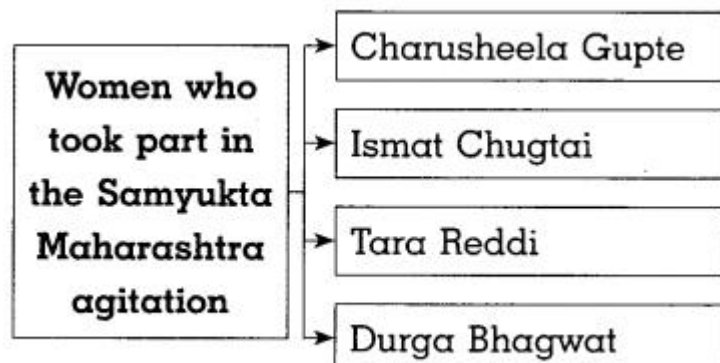 Women who
took part in
the Samyukta
Maharashtra
agitation
Charusheela Gupte
Ismat Chugtai
Tara Reddi
Durga Bhagwat